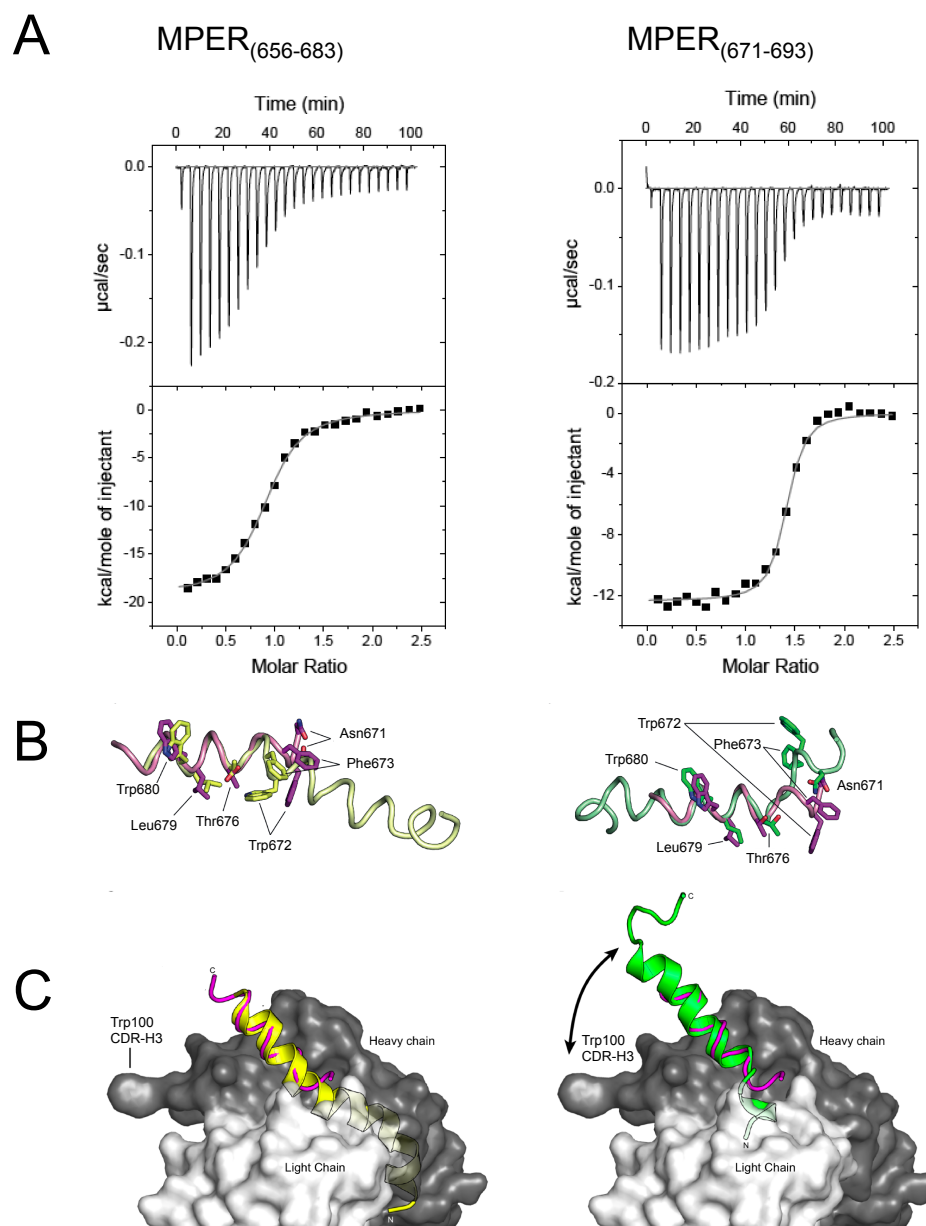 A
MPER(656-683)
MPER(671-693)
Time (min)
0 20 40 60 80 100
0.0
-0.1
-0.2
µcal/sec
0
-5
-10
-15
-20
kcal/mole of injectant
0.0 0.5 1.0 1.5 2.0 2.5
Molar Ratio
Time (min)
0 20 40 60 80 100
0.0
-0.1
-0.2
µcal/sec
0
-4
-8
-12
kcal/mole of injectant
0.0 0.5 1.0 1.5 2.0 2.5
Molar Ratio
B
Asn671
Phe673
Trp680
Leu679
Thr676
Trp672
Trp672
Phe673
Trp680
Asn671
Leu679
Thr676
C
C
Trp100
CDR-H3
Heavy chain
Light Chain
N
C
Trp100
CDR-H3
Heavy chain
N
Light Chain